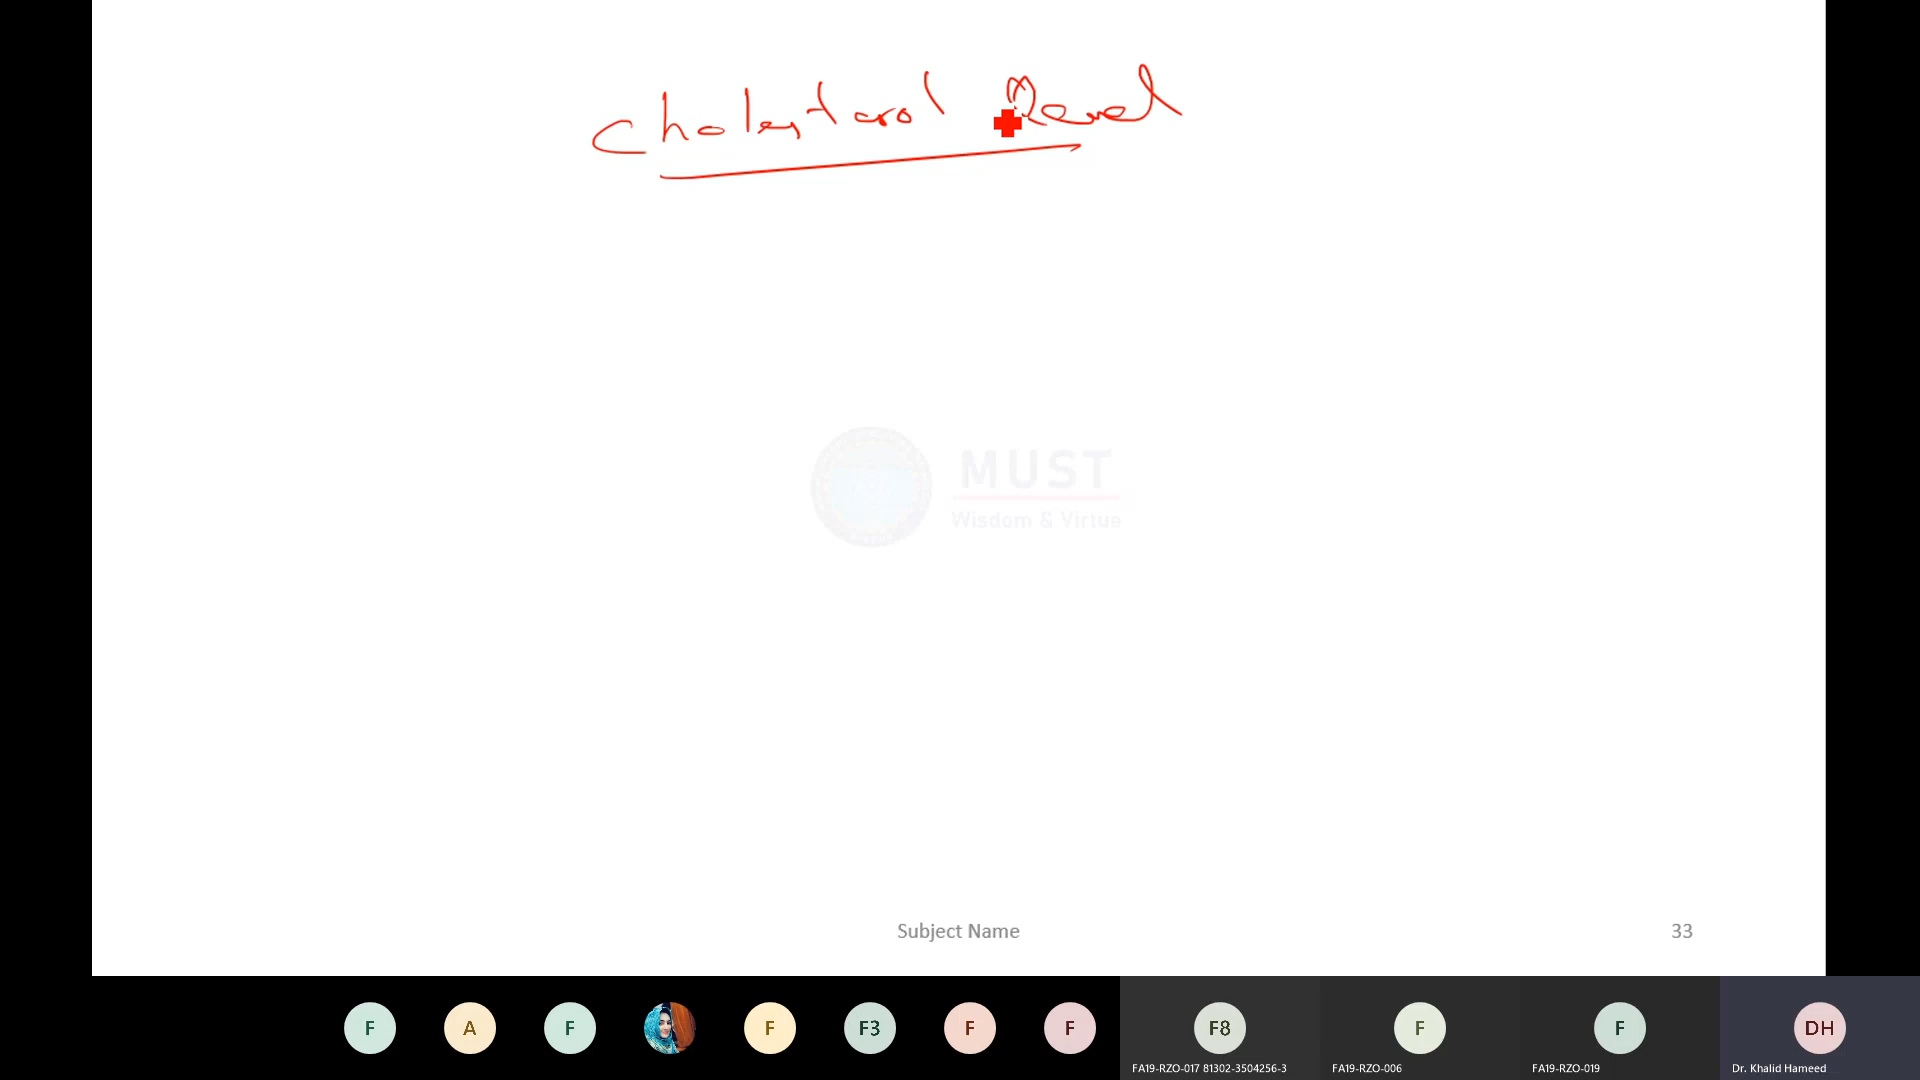 Cholesterol Level
MUST
Wisdom & Virtue
Subject Name
33
F
A
F
F
F3
F
F
F8
F
F
DH
FA19-RZO-017 81302-3504256-3
FA19-RZO-006
FA19-RZO-019
Dr. Khalid Hameed